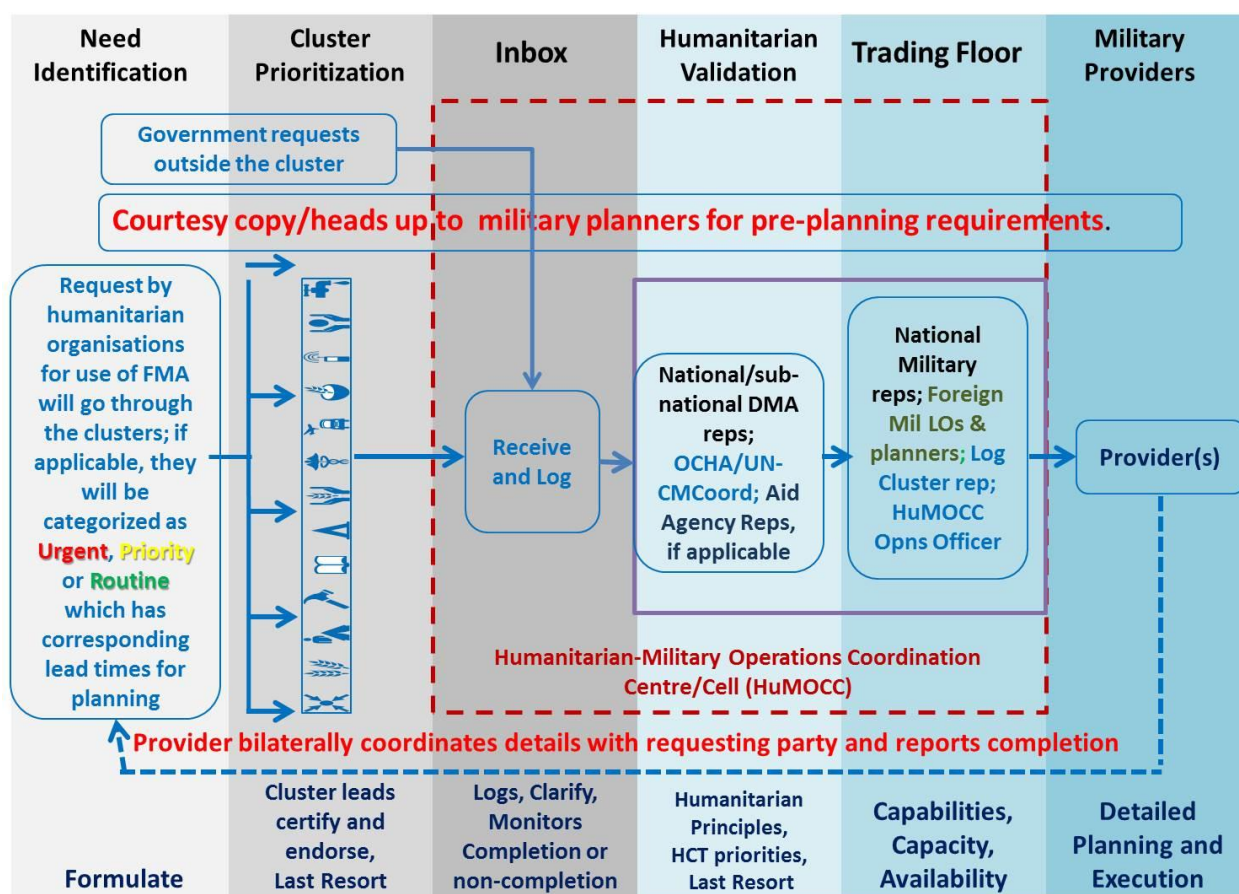 Need
Identification
Cluster
Prioritization
Inbox
Humanitarian
Validation
Trading Floor
Military
Providers
Government requests
outside the cluster
Courtesy copy/heads up to military planners for pre-planning requirements.
Request by
humanitarian
organisations
for use of FMA
will go through
the clusters; if
applicable, they
will be
categorized as
Urgent, Priority
or Routine
which has
corresponding
lead times for
planning
Receive
and Log
National/sub-
national DMA
reps;
OCHA/UN-
CMCoord; Aid
Agency Reps,
if applicable
National
Military
reps; Foreign
Mil LOs &
planners; Log
Cluster rep;
HuMOCC
Opns Officer
Provider(s)
Humanitarian-Military Operations Coordination
Centre/Cell (HuMOCC)
Provider bilaterally coordinates details with requesting party and reports completion
Formulate
Cluster leads
certify and
endorse,
Last Resort
Logs, Clarify,
Monitors
Completion or
non-completion
Humanitarian
Principles,
HCT priorities,
Last Resort
Capabilities,
Capacity,
Availability
Detailed
Planning and
Execution